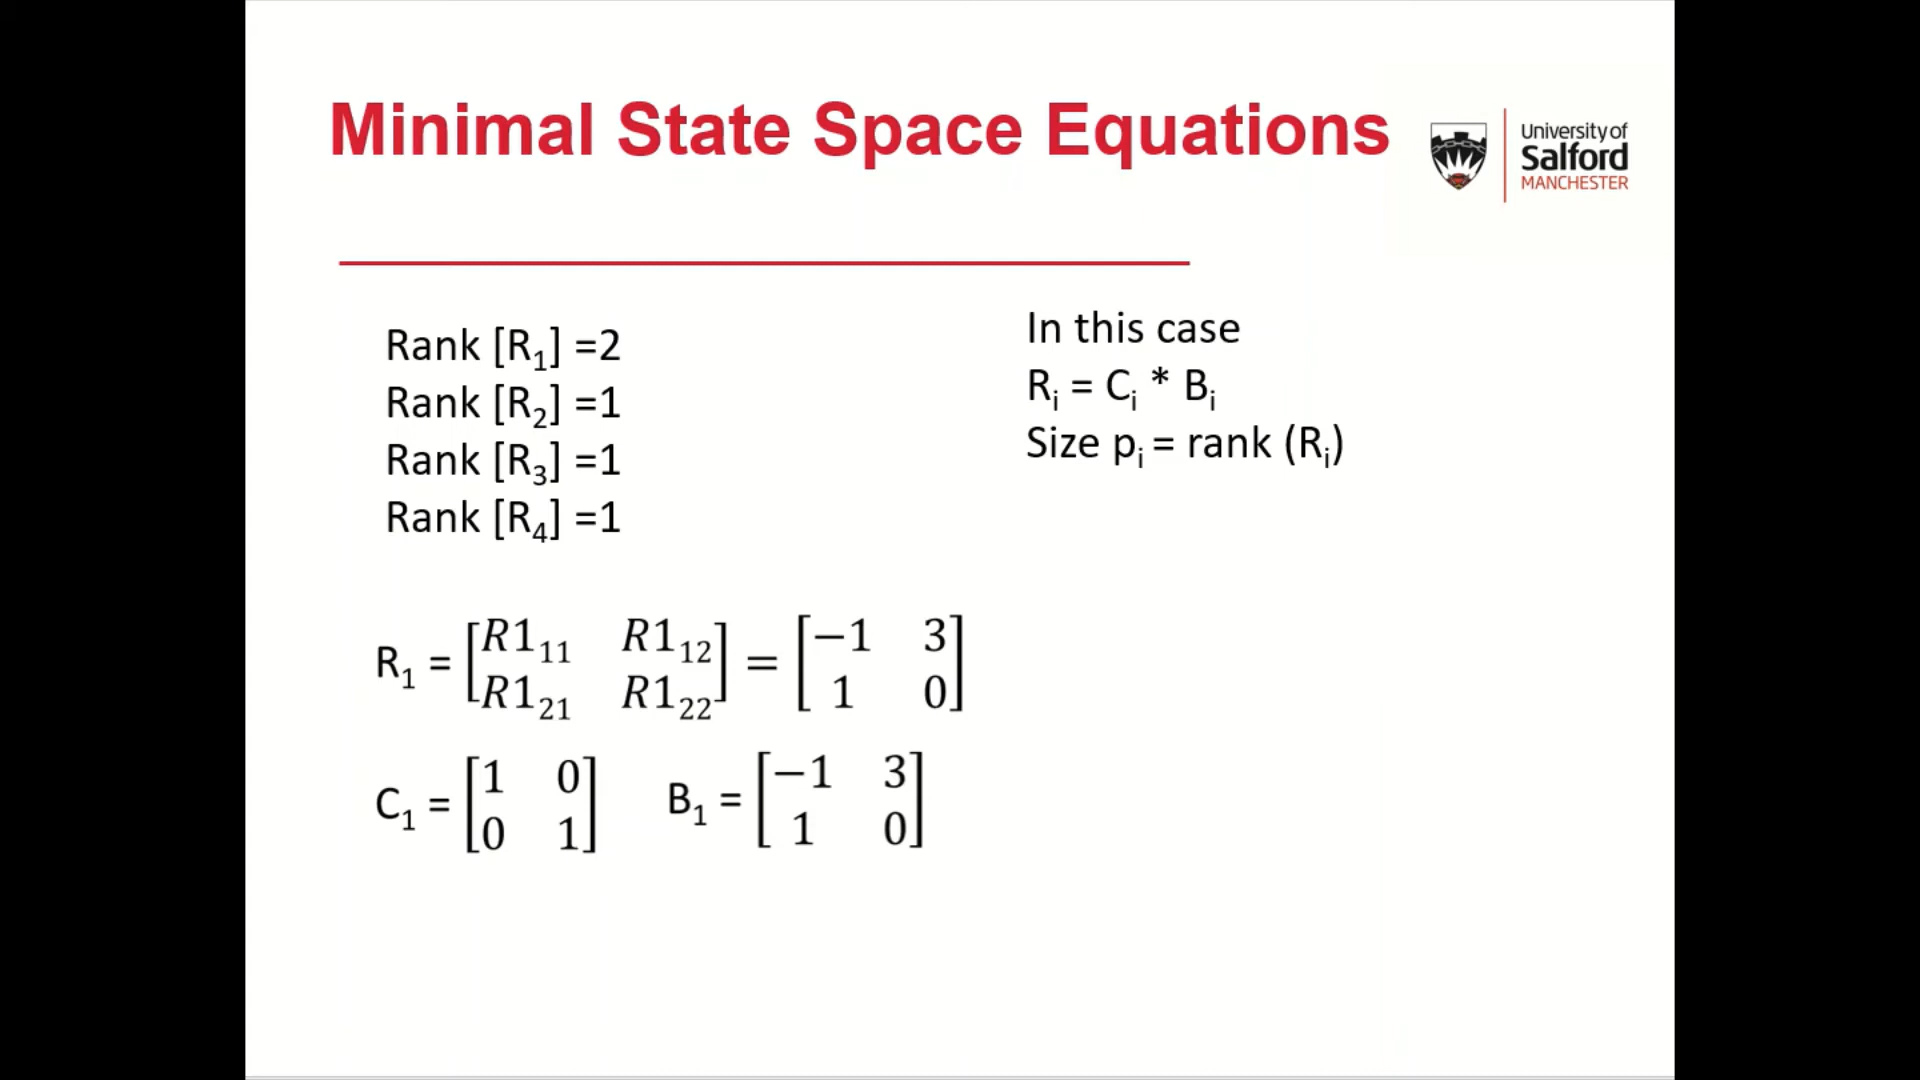 Minimal State Space Equations
University of
Salford
MANCHESTER
Rank [R₁] =2
Rank [R₂] =1
Rank [R₃] =1
Rank [R₄] =1
In this case
Rᵢ = Cᵢ * Bᵢ
Size pᵢ = rank (Rᵢ)
R₁ = [R1₁₁ R1₁₂; R1₂₁ R1₂₂] = [−1 3; 1 0]
C₁ = [1 0; 0 1] B₁ = [−1 3; 1 0]